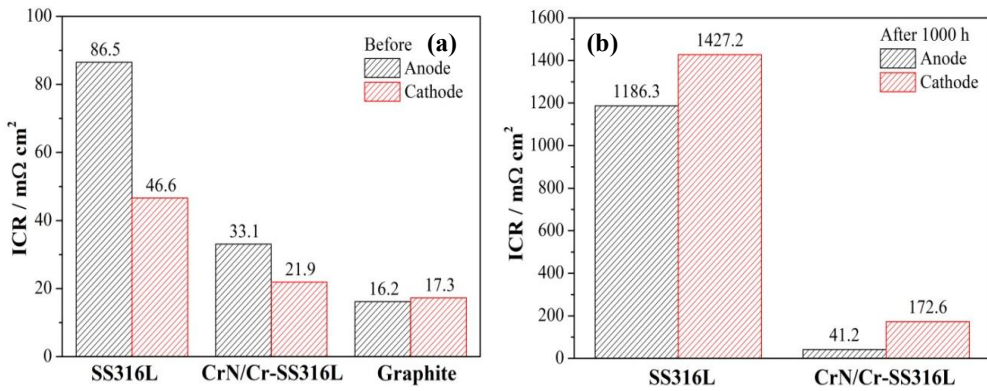 ICR / mΩ cm²
100
80
60
40
20
0
Before
(a)
Anode
Cathode
86.5
46.6
33.1
21.9
16.2
17.3
SS316L
CrN/Cr-SS316L
Graphite
ICR / mΩ cm²
1600
1400
1200
1000
800
600
400
200
0
(b)
After 1000 h
Anode
Cathode
1186.3
1427.2
41.2
172.6
SS316L
CrN/Cr-SS316L